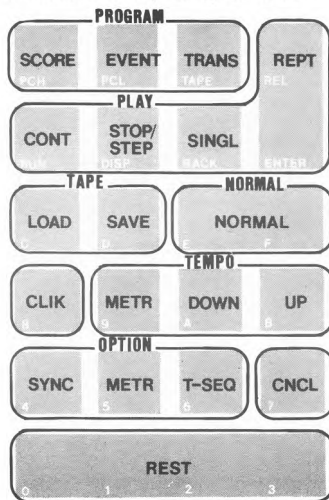 PROGRAM
SCORE EVENT TRANS REPT
PCH PCL TAPE REL
PLAY
CONT STOP/STEP SINGL
RUN DISP BACK ENTER
TAPE NORMAL
LOAD SAVE NORMAL
C D E F
TEMPO
CLIK METR DOWN UP
8 9 A B
OPTION
SYNC METR T-SEQ CNCL
4 5 6 7
REST
0 1 2 3